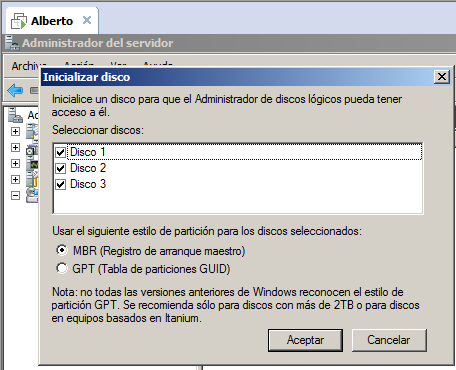 Alberto
Administrador del servidor
Archivo Acción Ver Ayuda
Inicializar disco
Inicialice un disco para que el Administrador de discos lógicos pueda tener
acceso a él.
Seleccionar discos:
Disco 1
Disco 2
Disco 3
Usar el siguiente estilo de partición para los discos seleccionados:
MBR (Registro de arranque maestro)
GPT (Tabla de particiones GUID)
Nota: no todas las versiones anteriores de Windows reconocen el estilo de
partición GPT. Se recomienda sólo para discos con más de 2TB o para discos
en equipos basados en Itanium.
Aceptar Cancelar